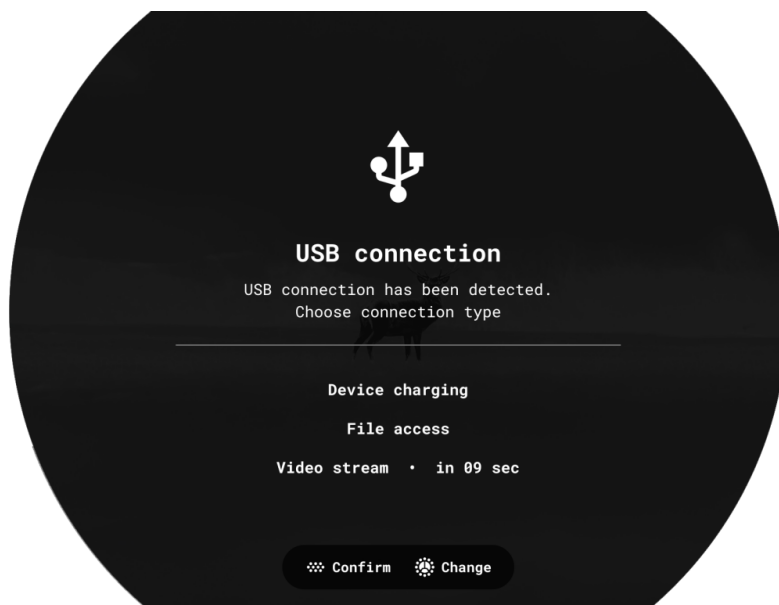 USB connection
USB connection has been detected.
Choose connection type
Device charging
File access
Video stream • in 09 sec
Confirm Change